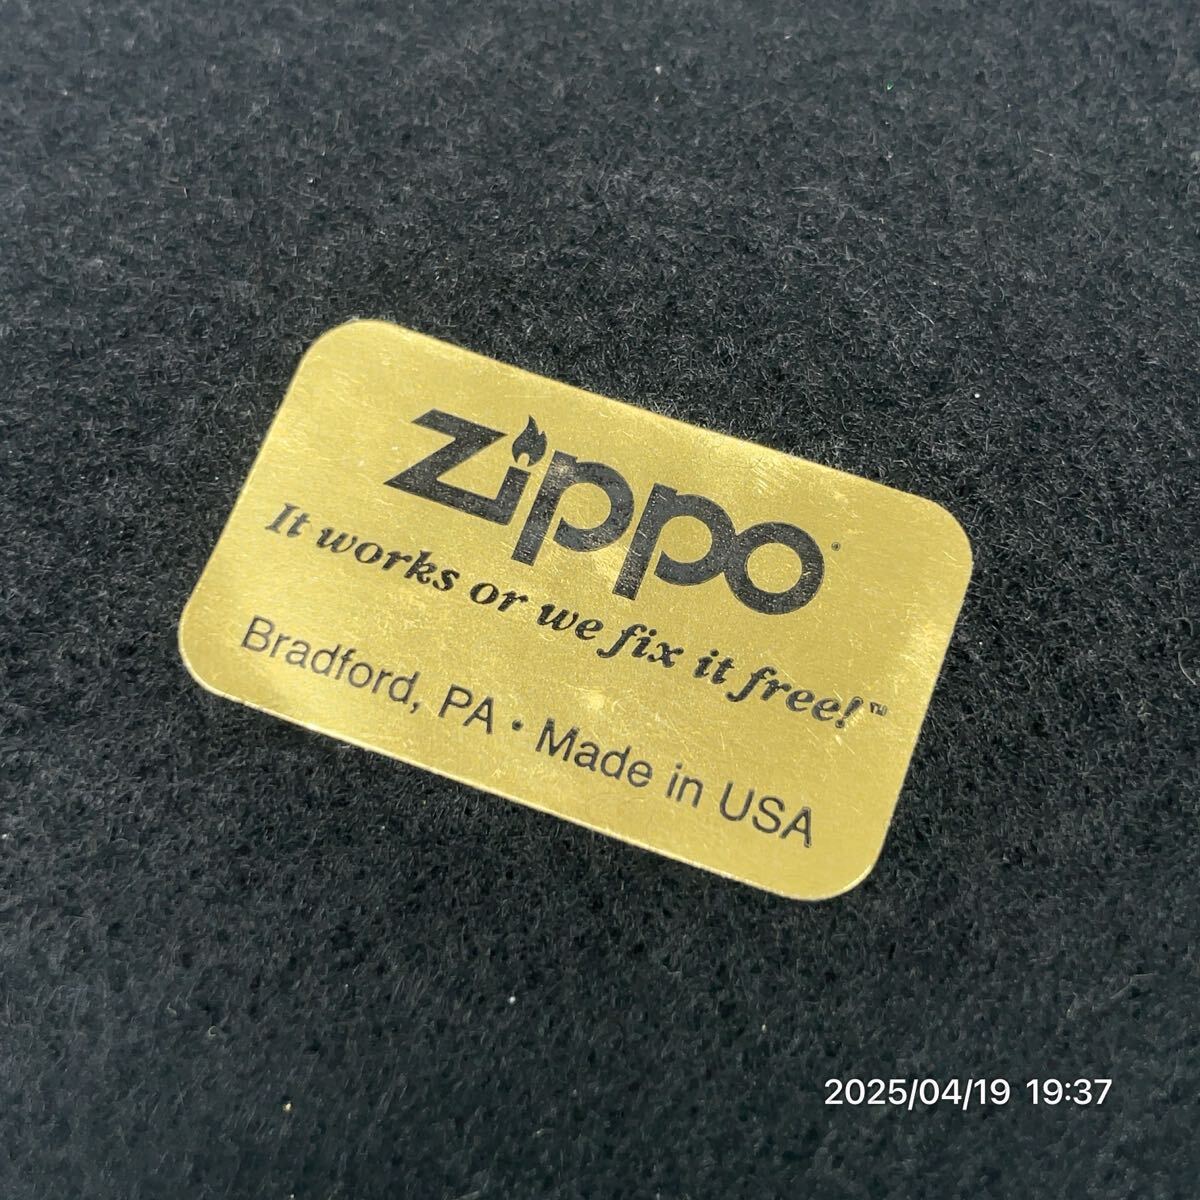 Zippo®
It works or we fix it free!™
Bradford, PA • Made in USA
2025/04/19 19:37